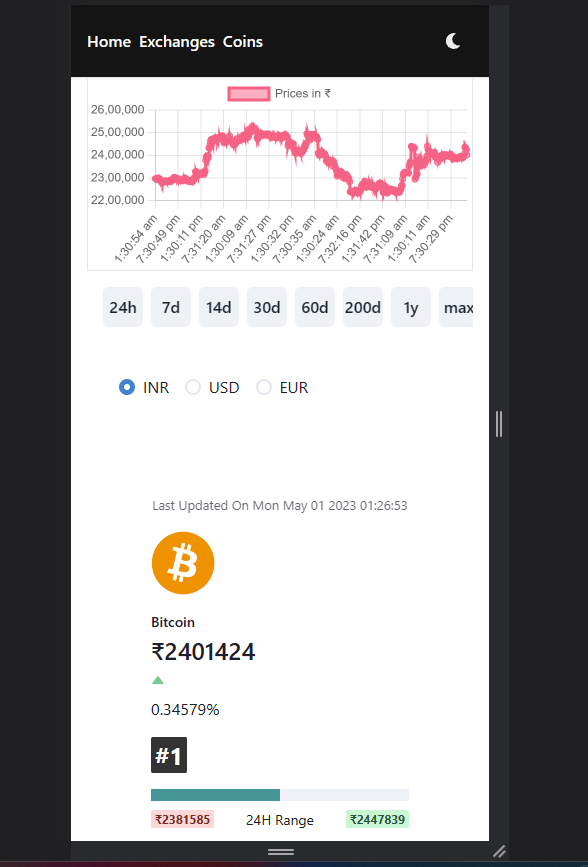 Home Exchanges Coins
Prices in ₹
26,00,000
25,00,000
24,00,000
23,00,000
22,00,000
1:30:54 am 7:30:49 pm 1:30:11 pm 7:31:20 am 1:30:09 am 7:31:27 pm 1:30:32 pm 7:30:35 am 1:30:24 am 7:32:16 pm 1:31:42 pm 7:31:09 am 1:30:11 am 7:30:29 pm
24h 7d 14d 30d 60d 200d 1y max
INR USD EUR
Last Updated On Mon May 01 2023 01:26:53
Bitcoin
₹2401424
0.34579%
#1
₹2381585 24H Range ₹2447839